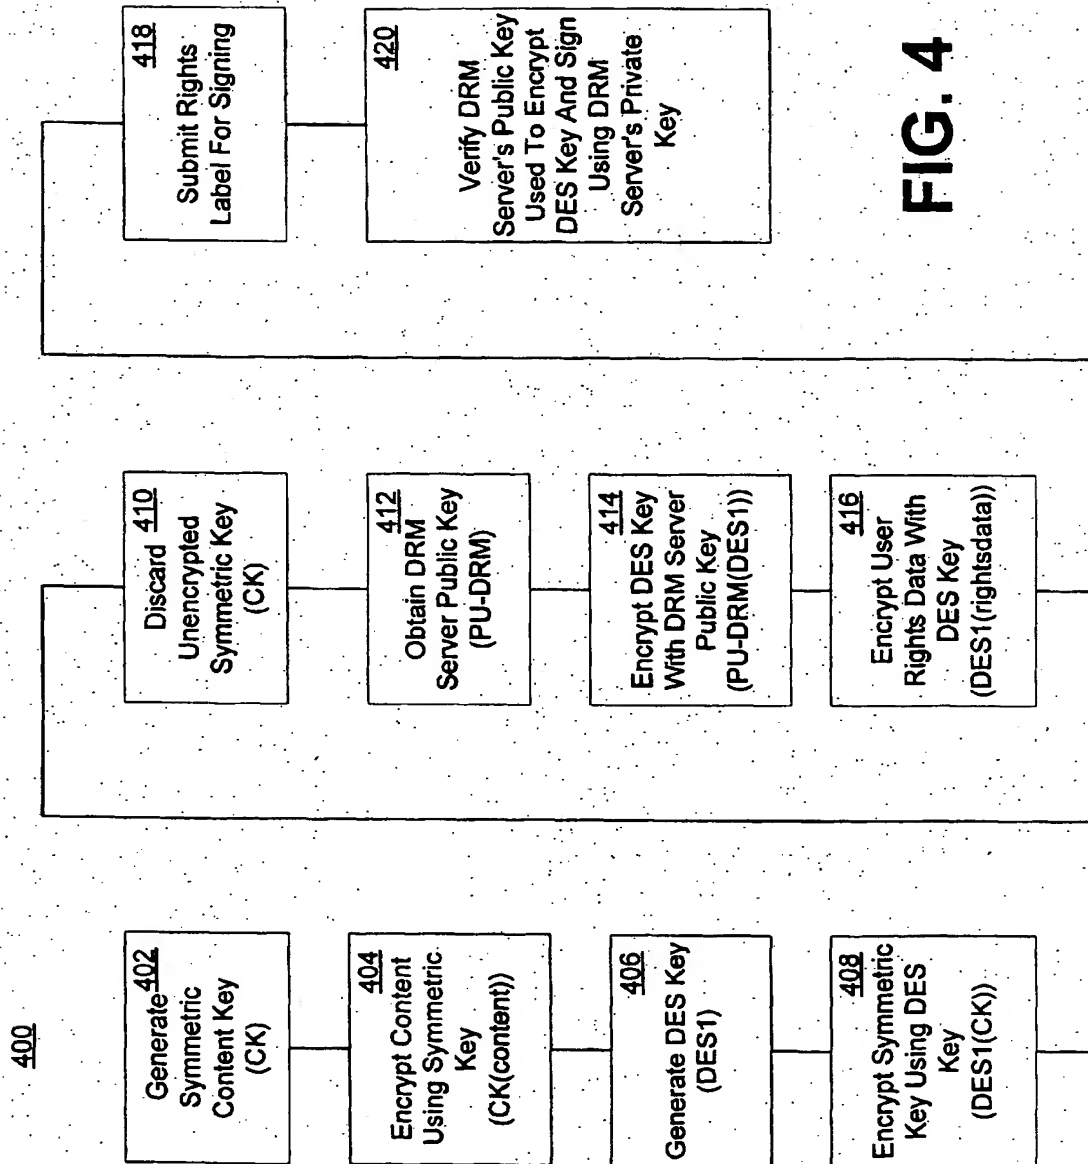 400
402
Generate
Symmetric
Content Key
(CK)
404
Encrypt Content
Using Symmetric
Key
(CK(content))
406
Generate DES Key
(DES1)
408
Encrypt Symmetric
Key Using DES
Key
(DES1(CK))
410
Discard
Unencrypted
Symmetric Key
(CK)
412
Obtain DRM
Server Public Key
(PU-DRM)
414
Encrypt DES Key
With DRM Server
Public Key
(PU-DRM(DES1))
416
Encrypt User
Rights Data With
DES Key
(DES1(rightsdata))
418
Submit Rights
Label For Signing
420
Verify DRM
Server's Public Key
Used To Encrypt
DES Key And Sign
Using DRM
Server's Private
Key
FIG. 4